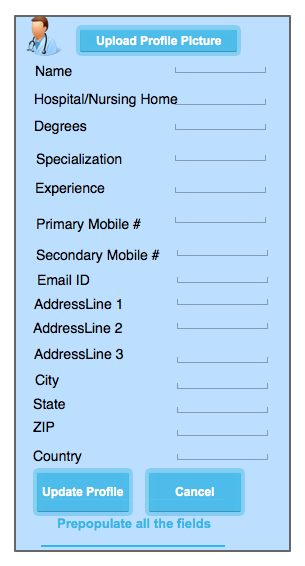 Upload Profile Picture
Name
Hospital/Nursing Home
Degrees
Specialization
Experience
Primary Mobile #
Secondary Mobile #
Email ID
AddressLine 1
AddressLine 2
AddressLine 3
City
State
ZIP
Country
Update Profile Cancel
Prepopulate all the fields